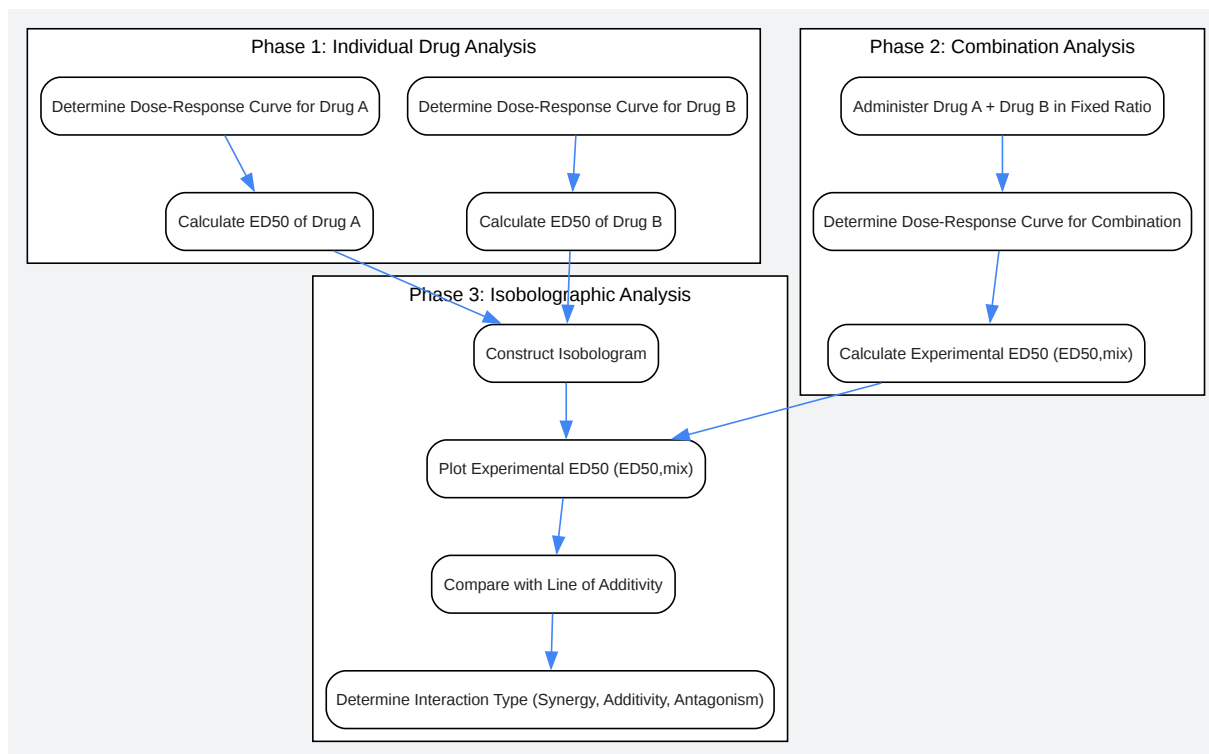 Phase 1: Individual Drug Analysis
Determine Dose-Response Curve for Drug A
Determine Dose-Response Curve for Drug B
Calculate ED50 of Drug A
Calculate ED50 of Drug B
Phase 2: Combination Analysis
Administer Drug A + Drug B in Fixed Ratio
Determine Dose-Response Curve for Combination
Calculate Experimental ED50 (ED50,mix)
Phase 3: Isobolographic Analysis
Construct Isobologram
Plot Experimental ED50 (ED50,mix)
Compare with Line of Additivity
Determine Interaction Type (Synergy, Additivity, Antagonism)